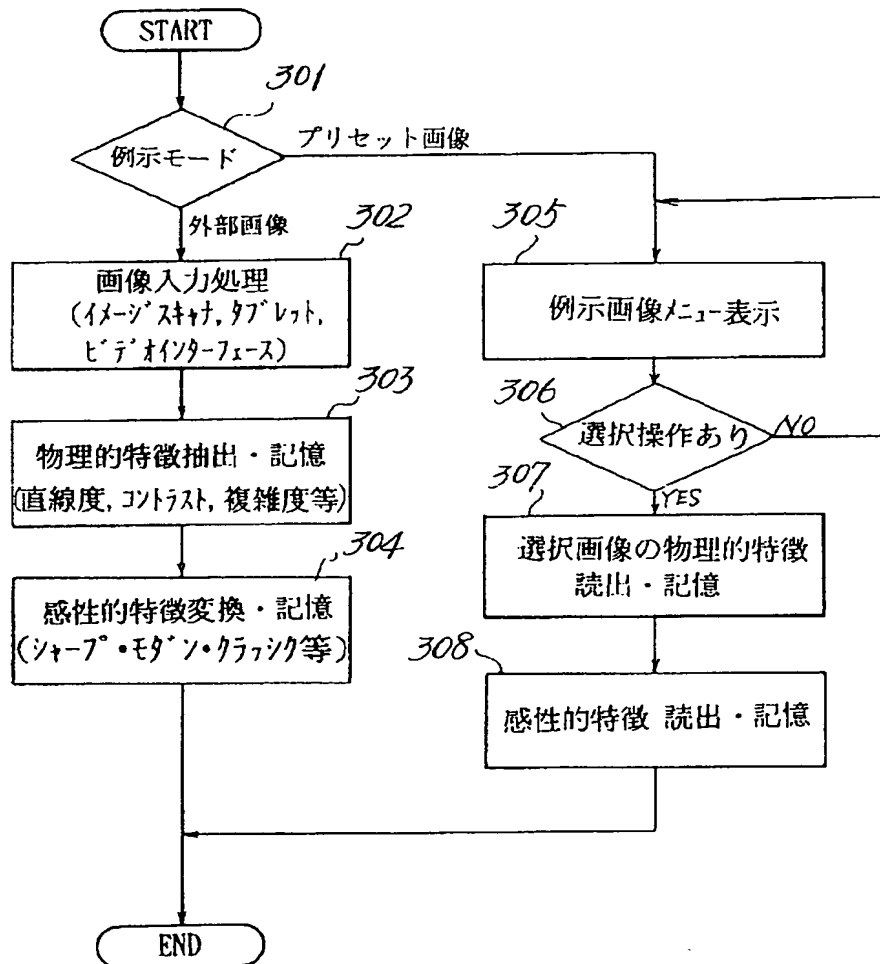 START
301
例示モード
プリセット画像
外部画像
302
画像入力処理
(イメージスキャナ,タブレット,
ビデオインターフェース)
303
物理的特徴抽出・記憶
(直線度,コントラスト,複雑度等)
304
感性的特徴変換・記憶
(シャープ・モダン・クラッシク等)
305
例示画像メニュー表示
306
選択操作あり
NO
YES
307
選択画像の物理的特徴
読出・記憶
308
感性的特徴 読出・記憶
END